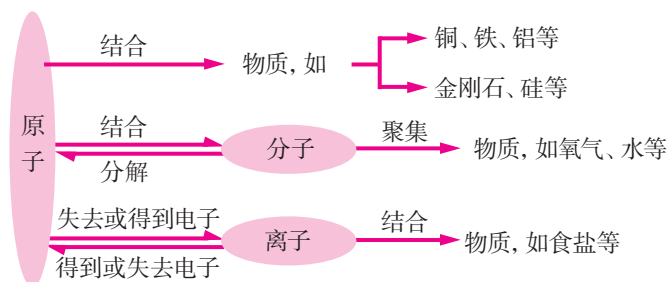 原子
结合
物质，如
铜、铁、铝等
金刚石、硅等
结合
分解
分子
聚集
物质，如氧气、水等
失去或得到电子
得到或失去电子
离子
结合
物质，如食盐等